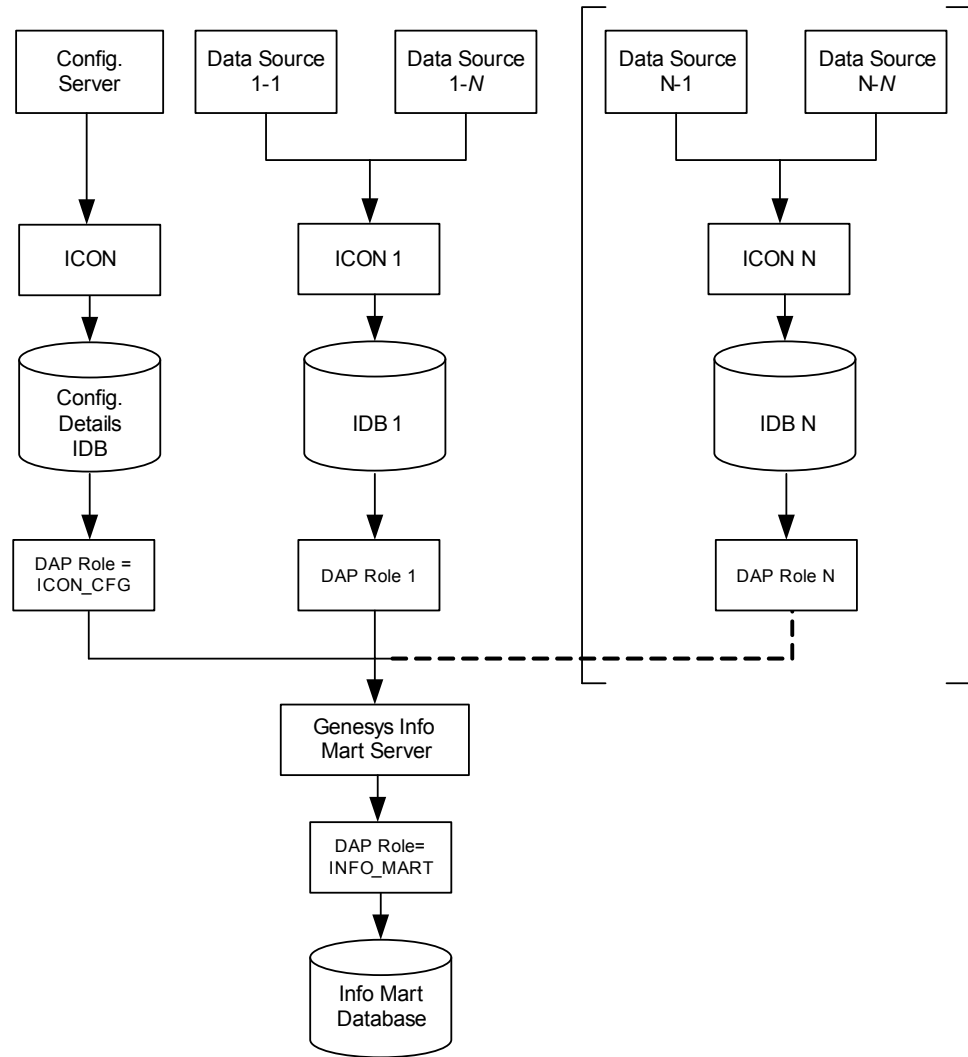 Config.
Server
Data Source
1-1
Data Source
1-N
Data Source
N-1
Data Source
N-N
ICON
ICON 1
ICON N
Config.
Details
IDB
IDB 1
IDB N
DAP Role =
ICON_CFG
DAP Role 1
DAP Role N
Genesys Info
Mart Server
DAP Role=
INFO_MART
Info Mart
Database